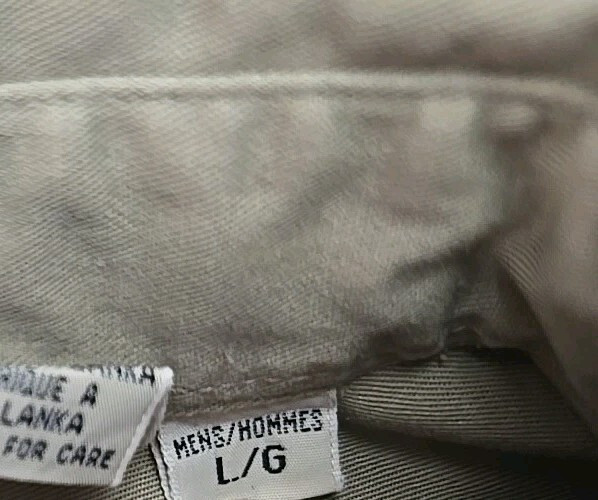 RIQUE A
LANKA
FOR CARE
MENS/HOMMES
L/G